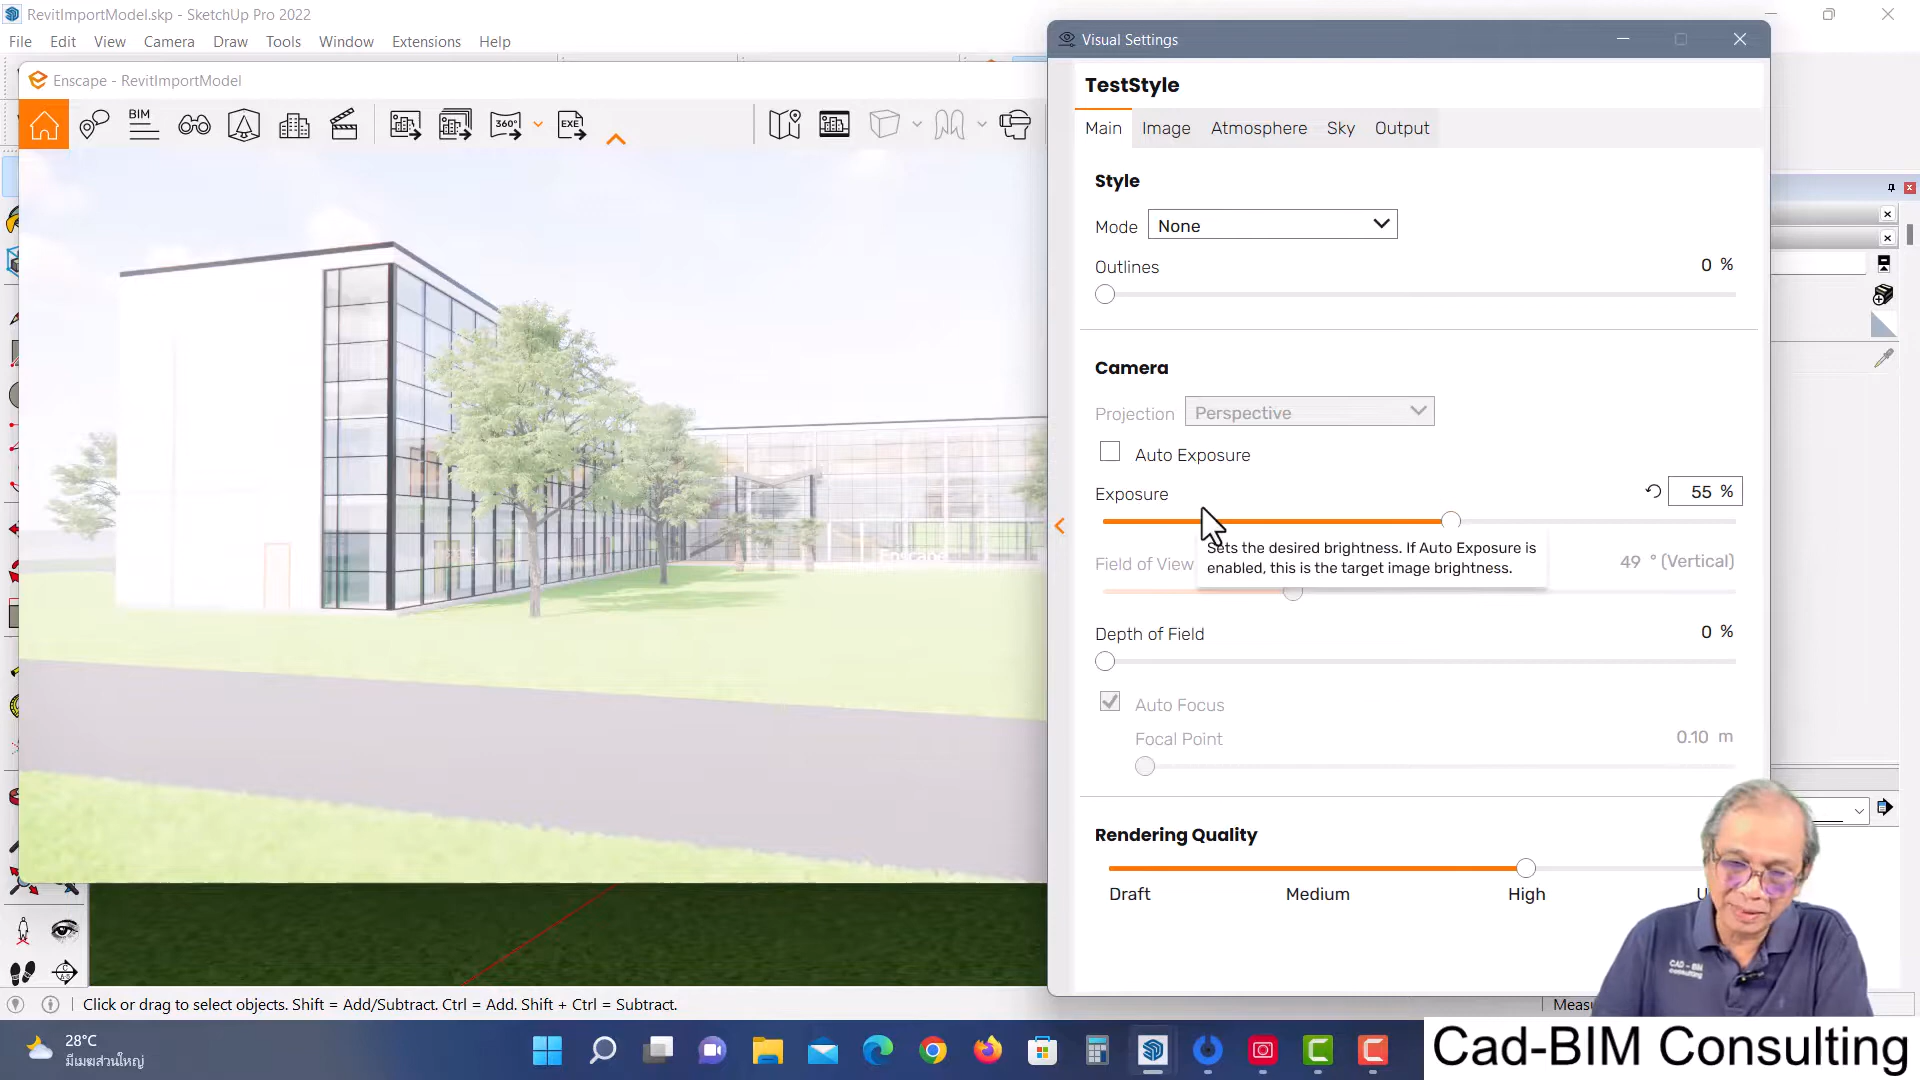 RevitImportModel.skp - SketchUp Pro 2022
File Edit View Camera Draw Tools Window Extensions Help
Enscape - RevitImportModel
BIM
360°
EXE
Enscape
Visual Settings
TestStyle
Main Image Atmosphere Sky Output
Style
Mode None
Outlines 0 %
Camera
Projection Perspective
Auto Exposure
Exposure 55 %
Sets the desired brightness. If Auto Exposure is
enabled, this is the target image brightness.
Field of View 49 ° (Vertical)
Depth of Field 0 %
Auto Focus
Focal Point 0.10 m
Rendering Quality
Draft Medium High
CAD - BIM
consulting
Click or drag to select objects. Shift = Add/Subtract. Ctrl = Add. Shift + Ctrl = Subtract.
28°C
มีเมฆส่วนใหญ่
Cad-BIM Consulting